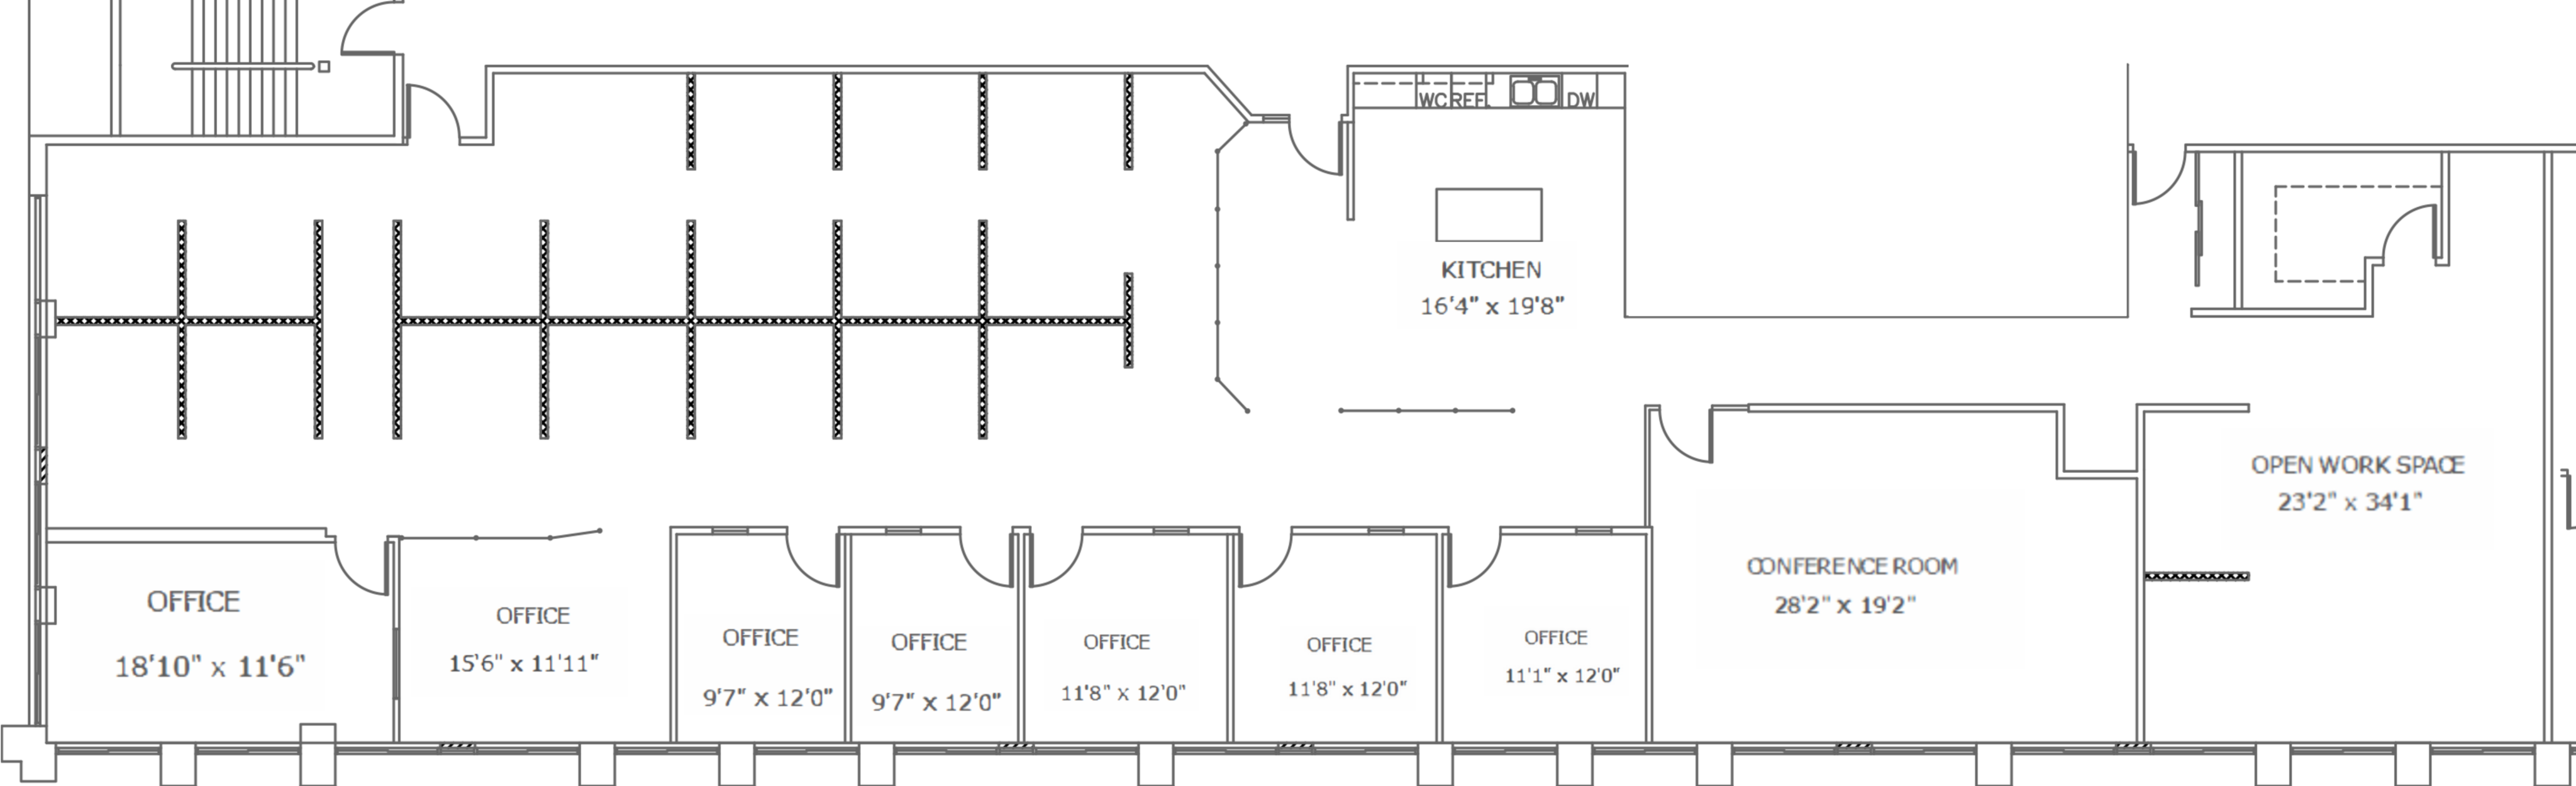 WC REF. DW
KITCHEN
16'4" x 19'8"
OPEN WORK SPACE
23'2" x 34'1"
CONFERENCE ROOM
28'2" x 19'2"
OFFICE
18'10" x 11'6"
OFFICE
15'6" x 11'11"
OFFICE
9'7" x 12'0"
OFFICE
9'7" x 12'0"
OFFICE
11'8" x 12'0"
OFFICE
11'8" x 12'0"
OFFICE
11'1" x 12'0"